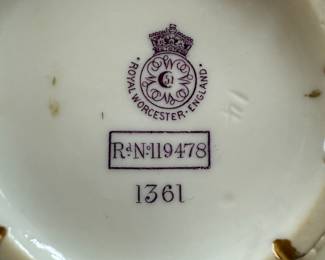 ROYAL WORCESTER · ENGLAND
Rd. No. 119478
1361